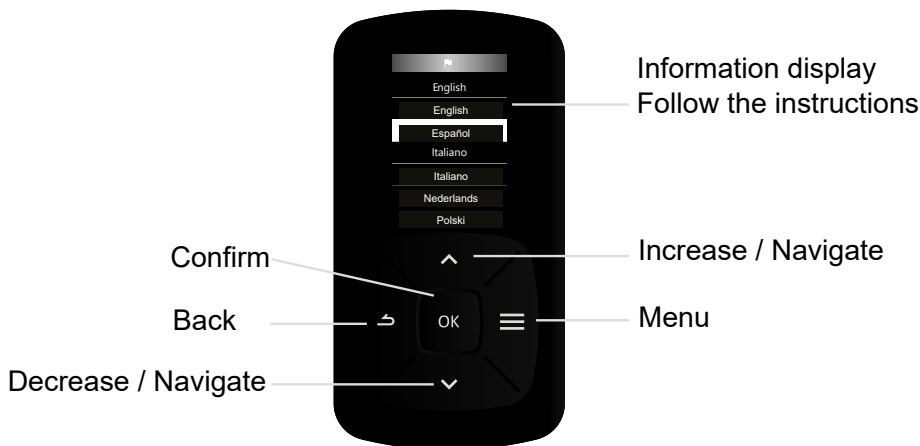 English
English
Español
Italiano
Italiano
Nederlands
Polski
Information display
Follow the instructions
Confirm
Increase / Navigate
Back
OK
Menu
Decrease / Navigate